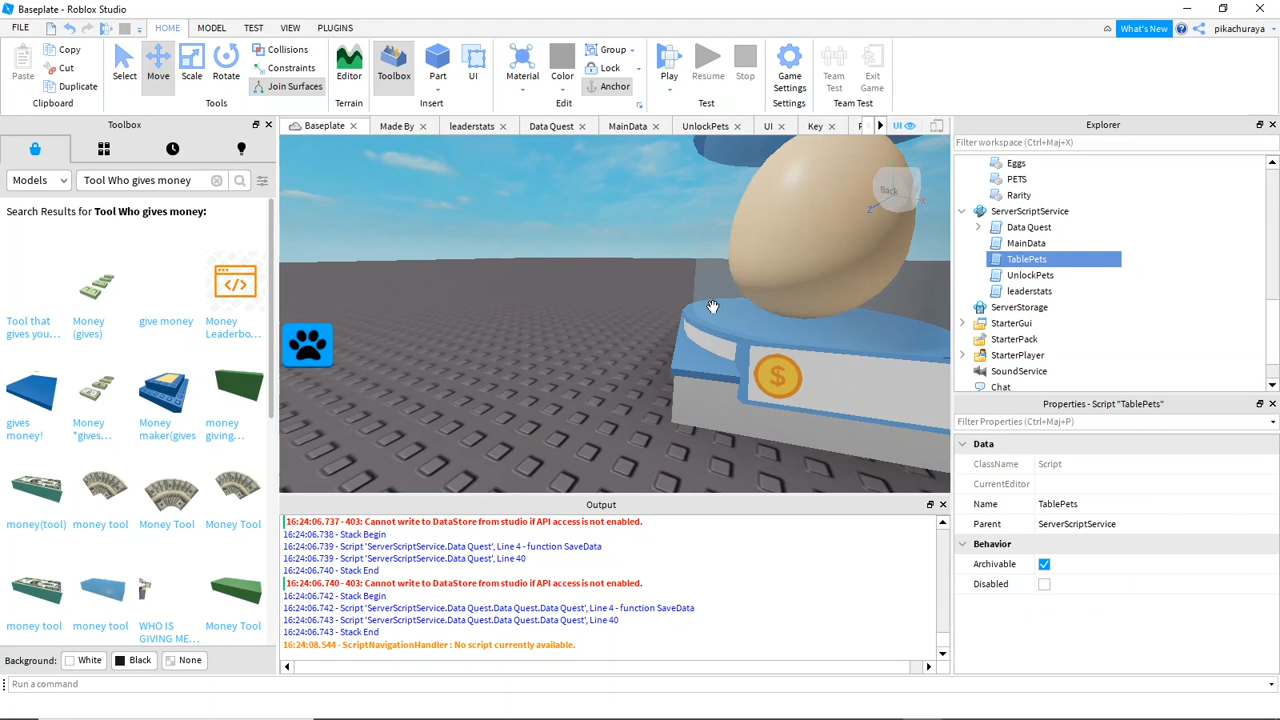 Baseplate - Roblox Studio
FILE HOME MODEL TEST VIEW PLUGINS What's New pikachuraya
Paste Copy Cut Duplicate Clipboard
Select Move Scale Rotate Collisions Constraints Join Surfaces Tools
Editor Terrain
Toolbox Part UI Insert
Material Color Group Lock Anchor Edit
Play Resume Stop Test
Game Settings Settings
Team Test Exit Game Team Test
Toolbox
Baseplate Made By leaderstats Data Quest MainData UnlockPets UI Key UI
Explorer
Filter workspace (Ctrl+Maj+X)
Models Tool Who gives money
Search Results for Tool Who gives money:
Tool that gives you... Money (gives) give money Money Leaderbo...
gives money! Money *gives... Money maker(gives money giving...
money(tool) money tool Money Tool Money Tool
money tool money tool WHO IS GIVING ME... Money Tool
Background: White Black None
Back
Z
X
$
Eggs
PETS
Rarity
ServerScriptService
Data Quest
MainData
TablePets
UnlockPets
leaderstats
ServerStorage
StarterGui
StarterPack
StarterPlayer
SoundService
Chat
Properties - Script "TablePets"
Filter Properties (Ctrl+Maj+P)
Data
ClassName Script
CurrentEditor
Name TablePets
Parent ServerScriptService
Behavior
Archivable
Disabled
Output
16:24:06.737 - 403: Cannot write to DataStore from studio if API access is not enabled.
16:24:06.738 - Stack Begin
16:24:06.739 - Script 'ServerScriptService.Data Quest', Line 4 - function SaveData
16:24:06.739 - Script 'ServerScriptService.Data Quest', Line 40
16:24:06.740 - Stack End
16:24:06.740 - 403: Cannot write to DataStore from studio if API access is not enabled.
16:24:06.742 - Stack Begin
16:24:06.742 - Script 'ServerScriptService.Data Quest.Data Quest.Data Quest', Line 4 - function SaveData
16:24:06.743 - Script 'ServerScriptService.Data Quest.Data Quest.Data Quest', Line 40
16:24:06.743 - Stack End
16:24:08.544 - ScriptNavigationHandler : No script currently available.
Run a command